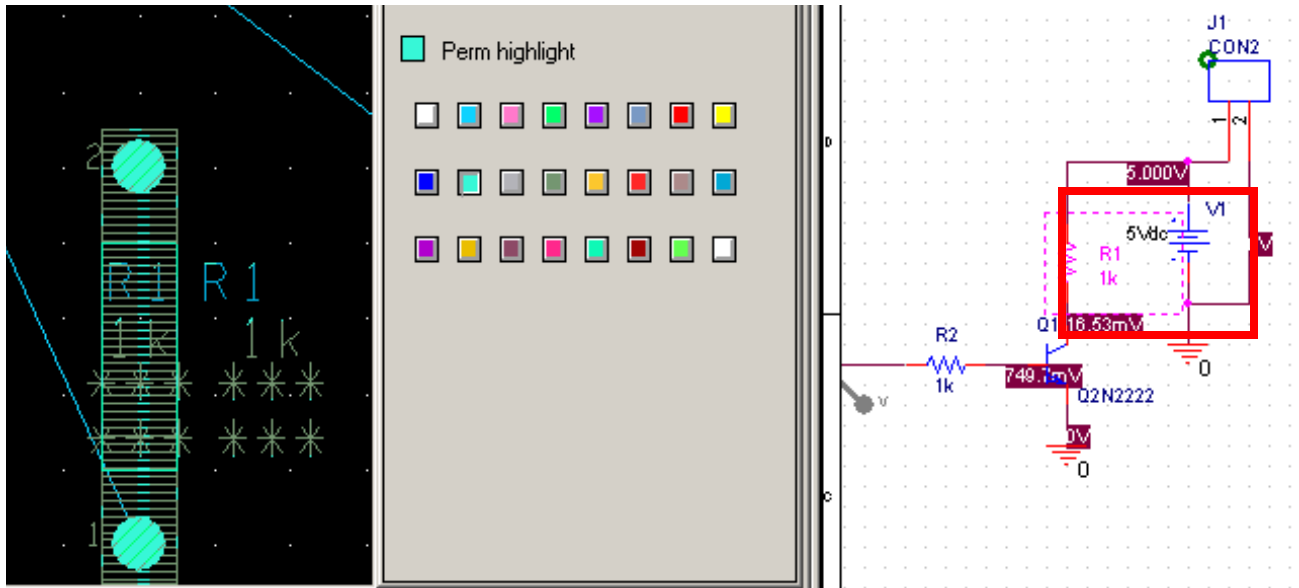 2
R1 R1
1k 1k
*** ***
*** ***
1
Perm highlight
J1
CON2
1
2
D
5.000V
V1
5Vdc
V
R1
1k
Q1
16.53mV
R2
1k
0
V
Q2N2222
0V
0
C